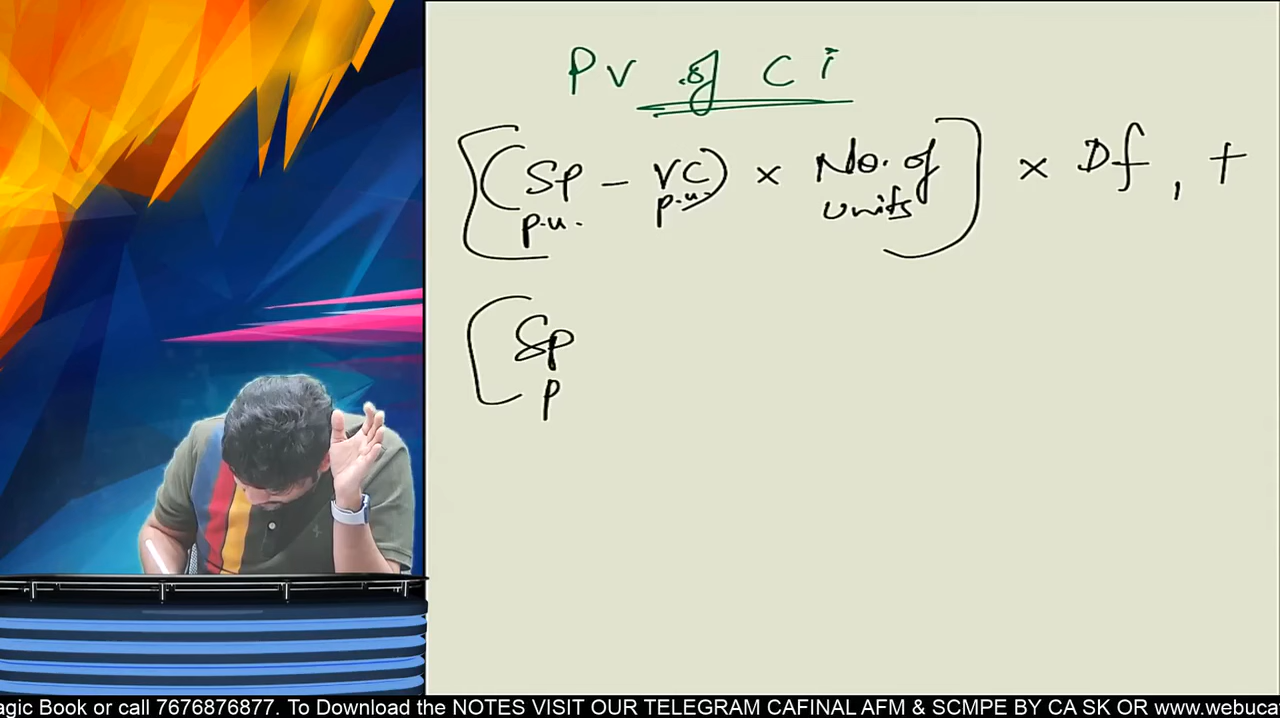 PV of Ci
[(Sp - VC) × No. of] × Df, +
p.u. p.u. units
[Sp
p
agic Book or call 7676876877. To Download the NOTES VISIT OUR TELEGRAM CAFINAL AFM & SCMPE BY CA SK OR www.webuca